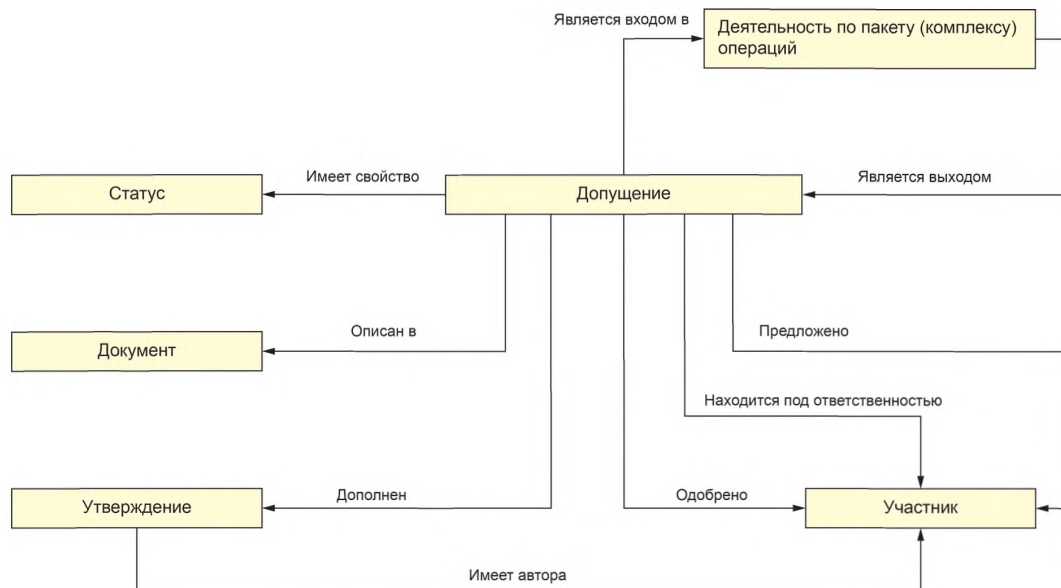 Является входом в
Деятельность по пакету (комплексу)
операций
Имеет свойство
Является выходом
Статус
Допущение
Описан в
Предложено
Документ
Находится под ответственностью
Дополнен
Одобрено
Утверждение
Участник
Имеет автора